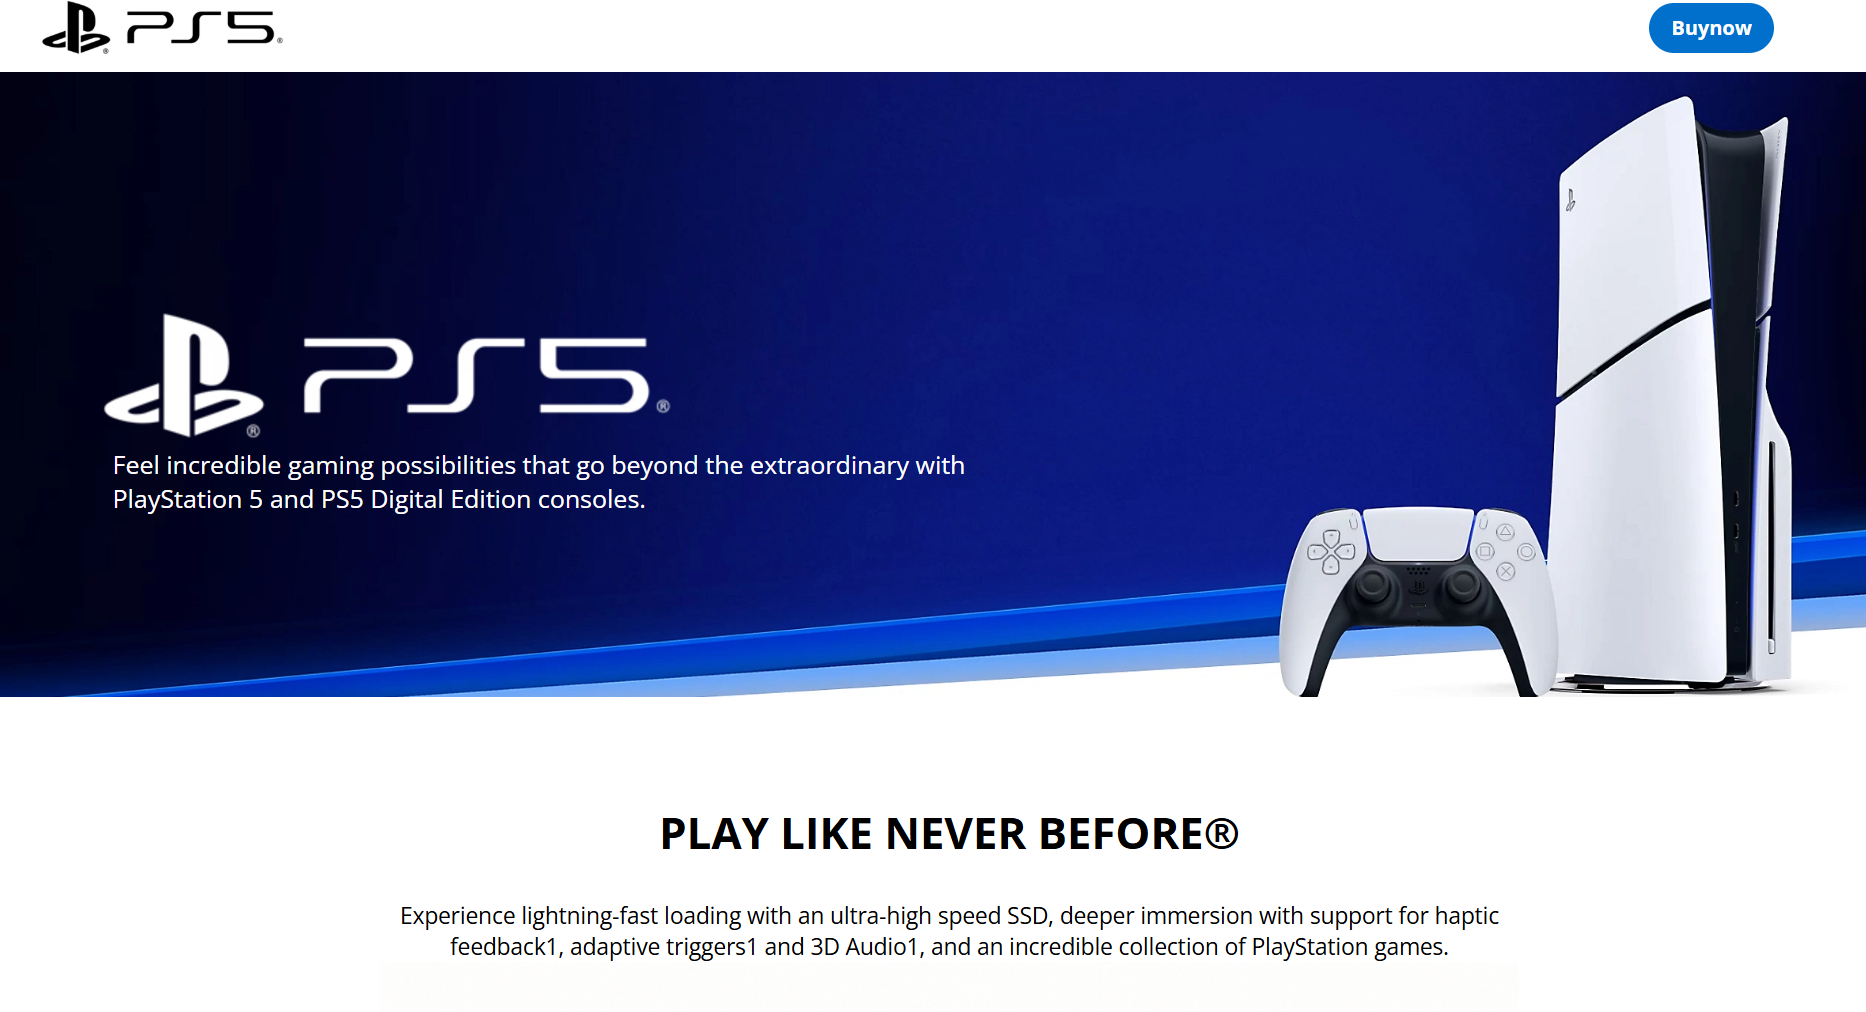 PS5®
Buynow
PS5®
Feel incredible gaming possibilities that go beyond the extraordinary with
PlayStation 5 and PS5 Digital Edition consoles.
PLAY LIKE NEVER BEFORE®
Experience lightning-fast loading with an ultra-high speed SSD, deeper immersion with support for haptic
feedback1, adaptive triggers1 and 3D Audio1, and an incredible collection of PlayStation games.